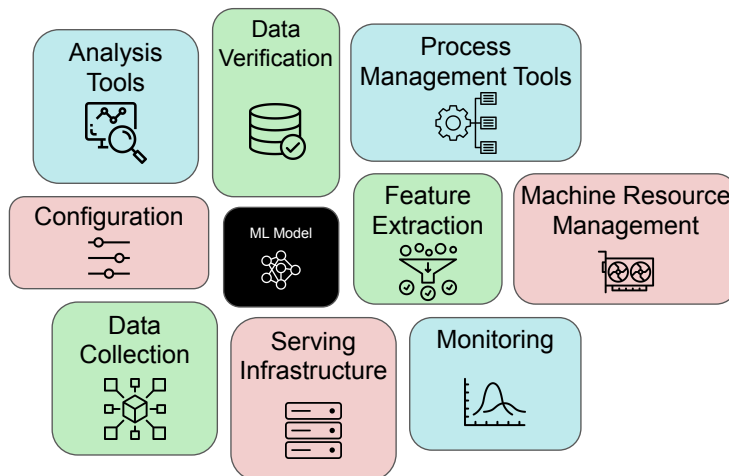 Analysis
Tools
Data
Verification
Process
Management Tools
Configuration
ML Model
Feature
Extraction
Machine Resource
Management
Data
Collection
Serving
Infrastructure
Monitoring